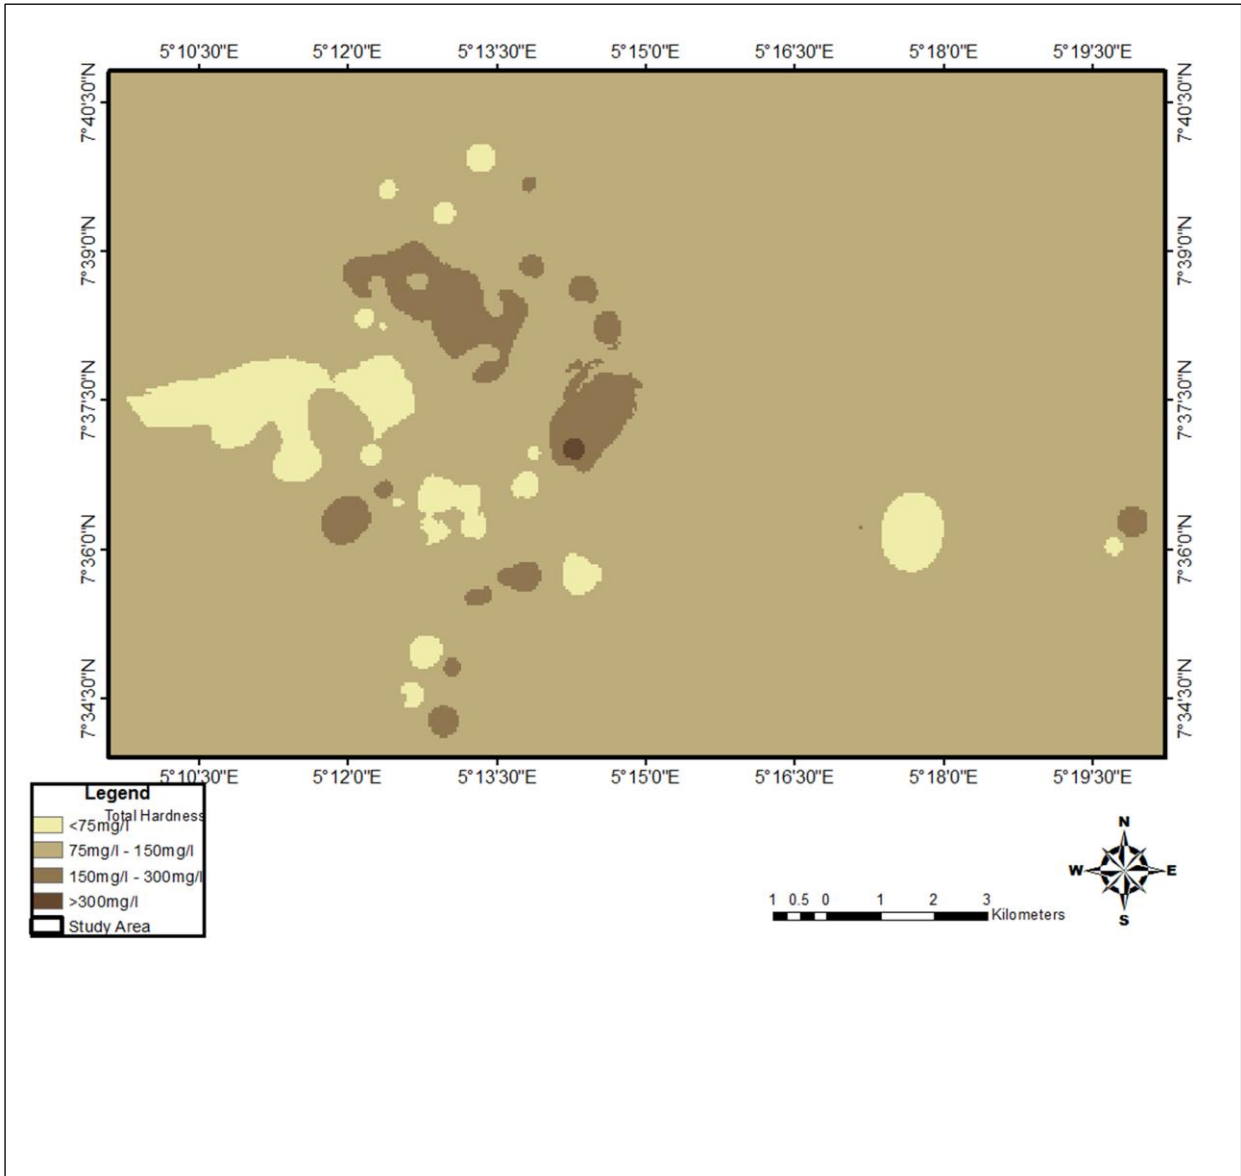 5°10'30"E 5°12'0"E 5°13'30"E 5°15'0"E 5°16'30"E 5°18'0"E 5°19'30"E
7°40'30"N 7°40'30"N
7°39'0"N 7°39'0"N
7°37'30"N 7°37'30"N
7°36'0"N 7°36'0"N
7°34'30"N 7°34'30"N
5°10'30"E 5°12'0"E 5°13'30"E 5°15'0"E 5°16'30"E 5°18'0"E 5°19'30"E
Legend
Total Hardness
<75mg/l
75mg/l - 150mg/l
150mg/l - 300mg/l
>300mg/l
Study Area
N
W E
S
1 0.5 0 1 2 3
Kilometers